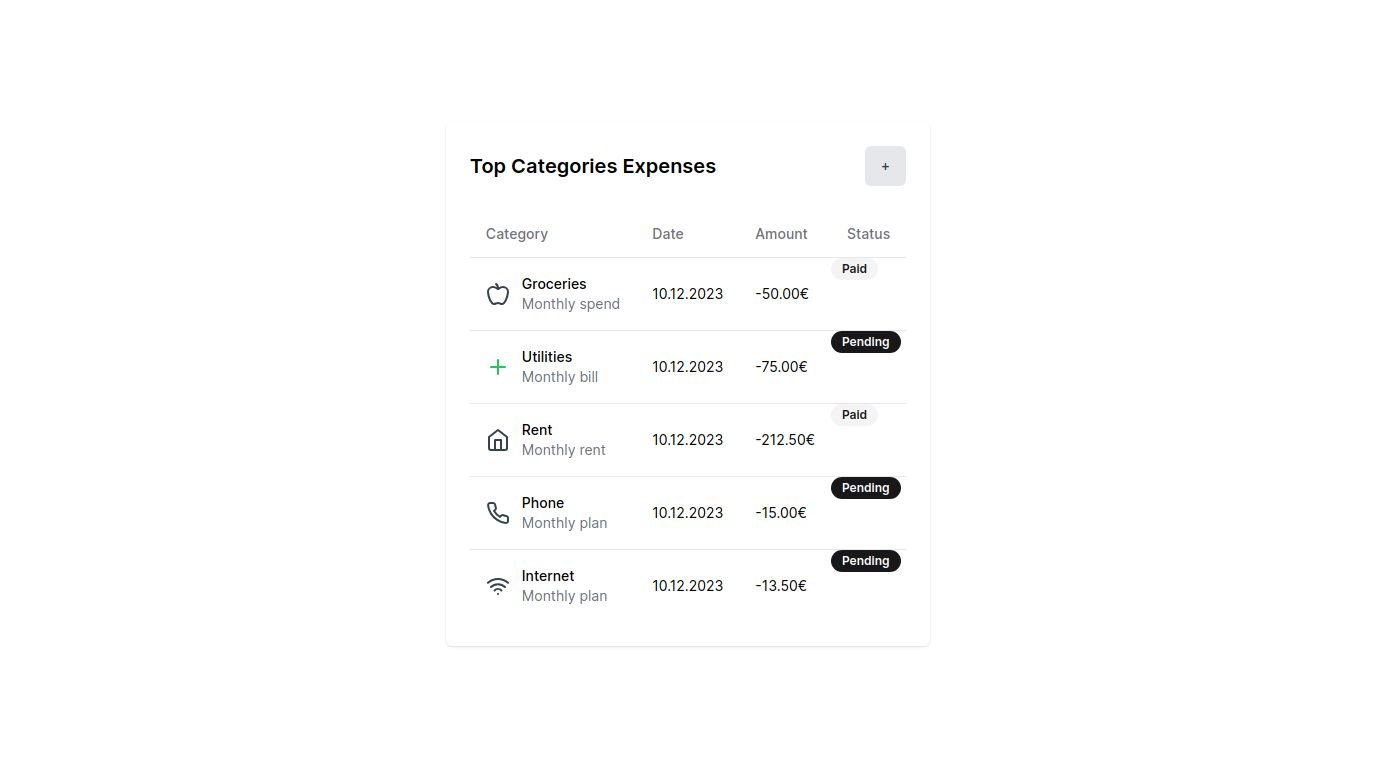 Top Categories Expenses
+
Category Date Amount Status
Paid
Groceries
Monthly spend
10.12.2023 -50.00€
Pending
Utilities
Monthly bill
10.12.2023 -75.00€
Paid
Rent
Monthly rent
10.12.2023 -212.50€
Pending
Phone
Monthly plan
10.12.2023 -15.00€
Pending
Internet
Monthly plan
10.12.2023 -13.50€